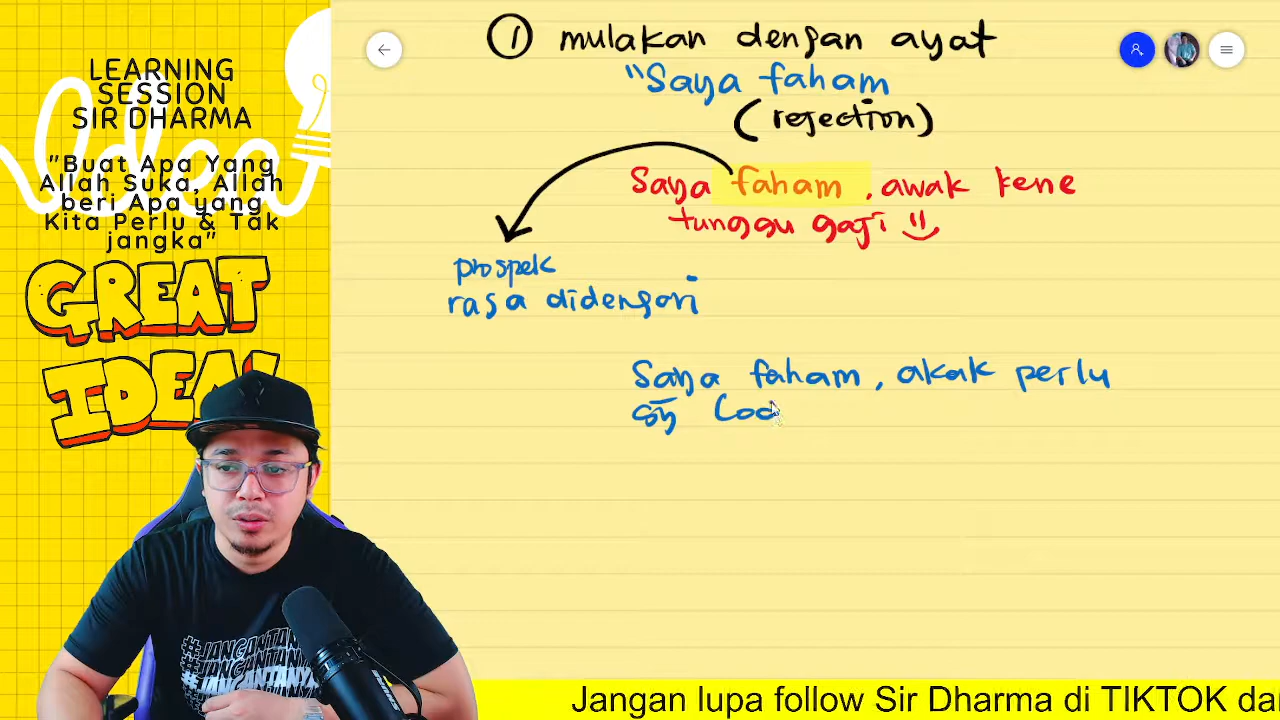 LEARNING
SESSION
SIR DHARMA
"Buat Apa Yang
Allah Suka, Allah
beri Apa yang
Kita Perlu & Tak
jangka"
GREAT
IDEA
① mulakan dengan ayat
"Saya faham
(rejection)
Saya faham, awak kene
tunggu gaji
prospek
rasa didengari
Saya faham, akak perlu
#JANGANTANYA
Jangan lupa follow Sir Dharma di TIKTOK da